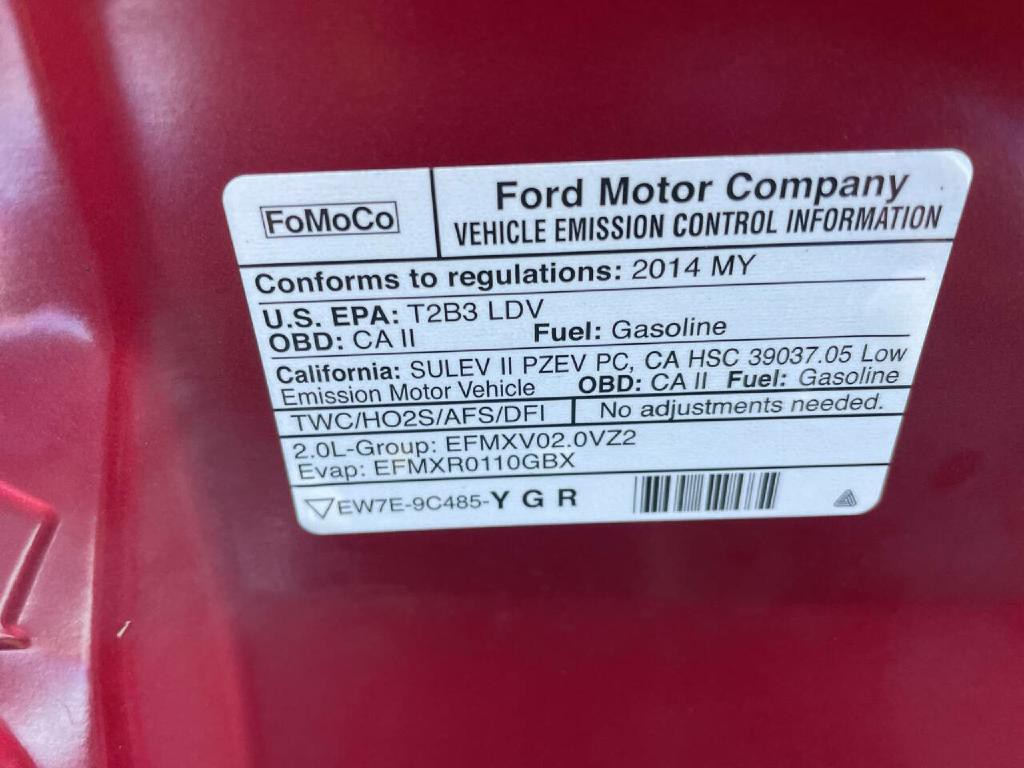 FoMoCo
Ford Motor Company
VEHICLE EMISSION CONTROL INFORMATION
Conforms to regulations: 2014 MY
U.S. EPA: T2B3 LDV
OBD: CA II Fuel: Gasoline
California: SULEV II PZEV PC, CA HSC 39037.05 Low
Emission Motor Vehicle OBD: CA II Fuel: Gasoline
TWC/HO2S/AFS/DFI No adjustments needed.
2.0L-Group: EFMXV02.0VZ2
Evap: EFMXR0110GBX
EW7E-9C485-Y G R